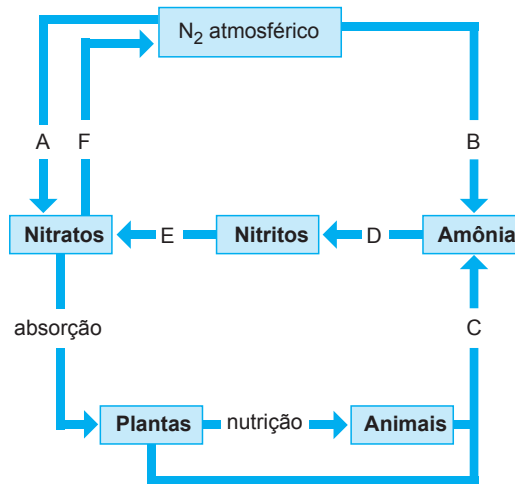 N2 atmosférico
A
F
B
Nitratos
E
Nitritos
D
Amônia
absorção
C
Plantas
nutrição
Animais